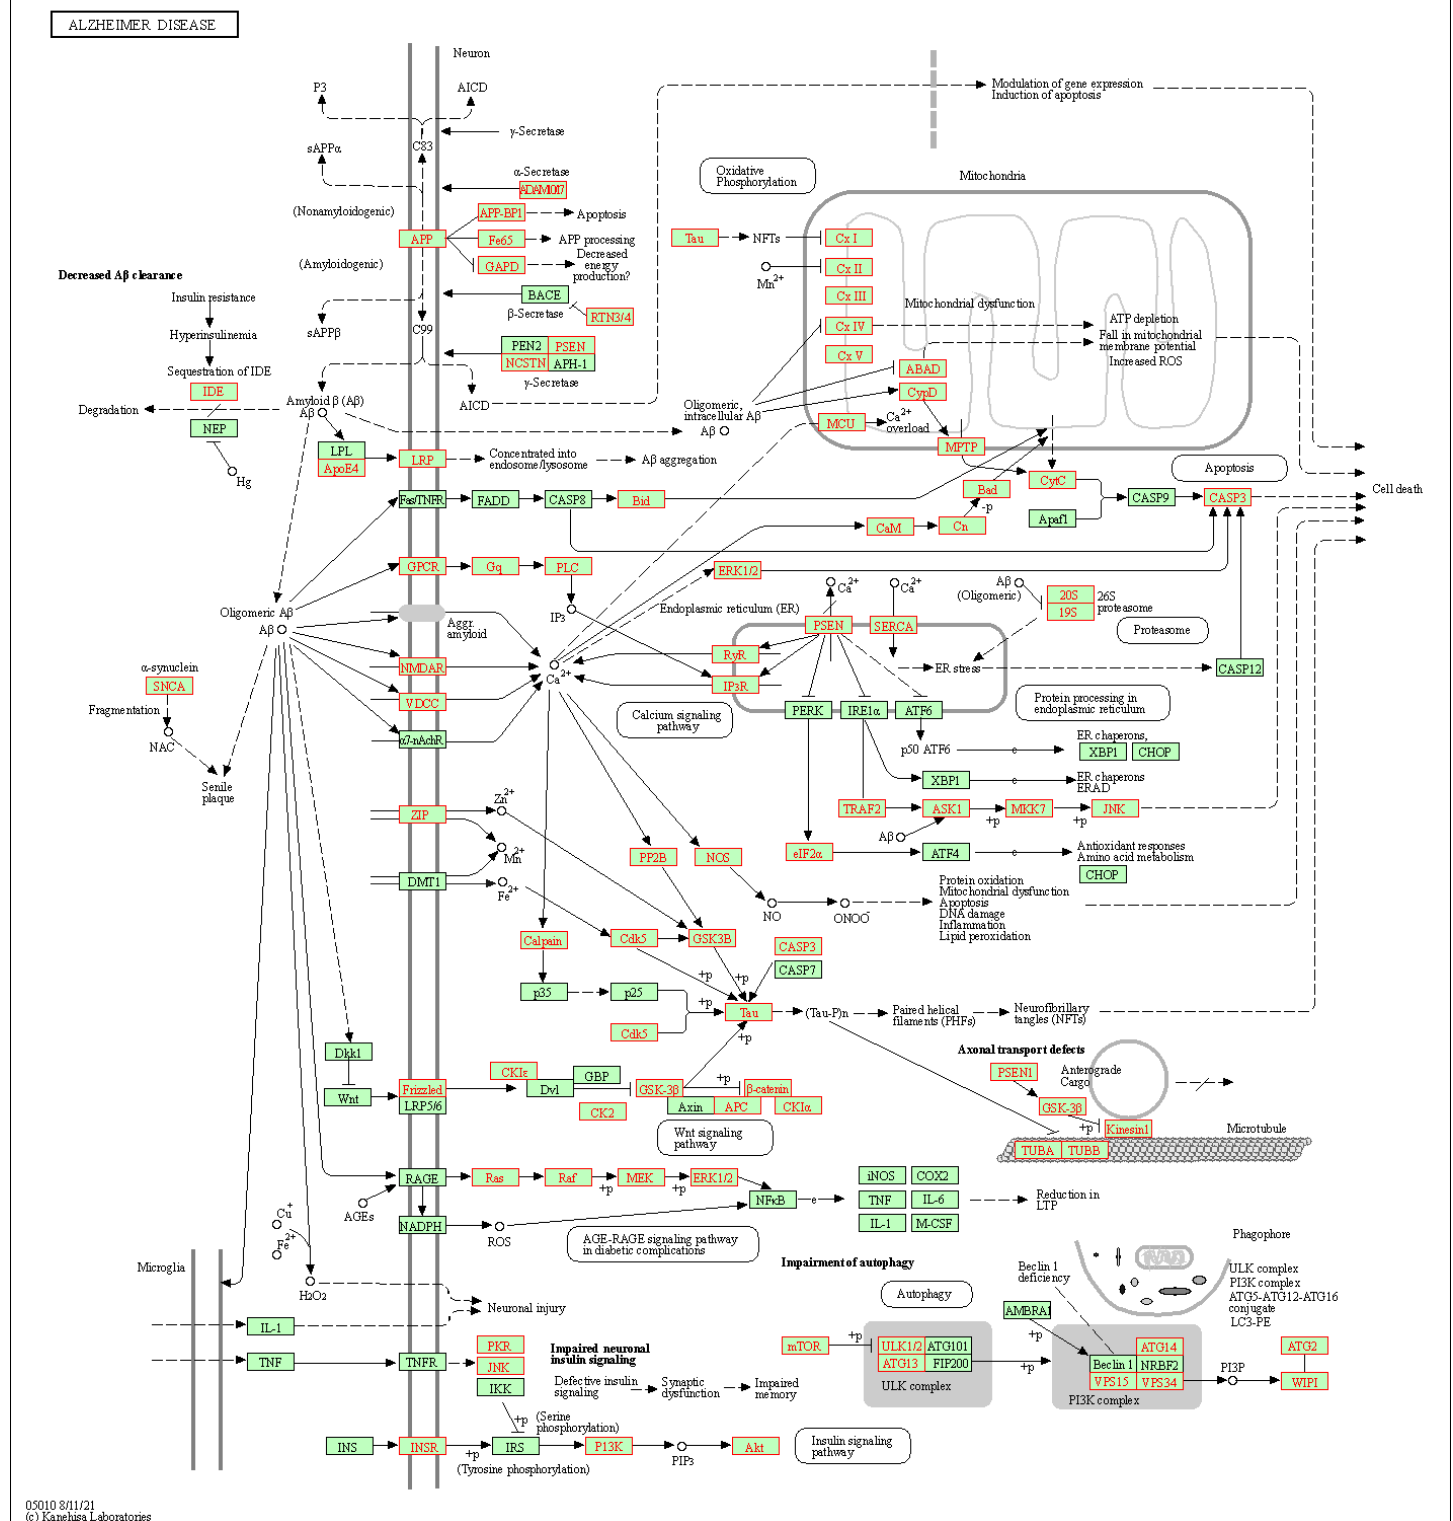 ALZHEIMER DISEASE
Neuron
P3
AICD
Modulation of gene expression
Induction of apoptosis
γ-Secretase
C83
sAPPα
α-Secretase
ADAM10/17
Oxidative
Phosphorylation
Mitochondria
(Nonamyloidogenic)
APP-BP1
Apoptosis
APP
Fe65
APP processing
Tau
NFTs
Cx I
(Amyloidogenic)
GAPD
Decreased
energy
production?
Mn2+
Cx II
Decreased Aβ clearance
Insulin resistance
BACE
β-Secretase
RTN3/4
Cx III
Mitochondrial dysfunction
sAPPβ
C99
Hyperinsulinemia
Cx IV
ATP depletion
Fall in mitochondrial
membrane potential
Increased ROS
PEN2
PSEN
NCSTN
APH-1
γ-Secretase
Cx V
Sequestration of IDE
IDE
ABAD
CypD
Degradation
Amyloid β (Aβ)
Aβ
AICD
Oligomeric,
intracellular Aβ
Aβ
NEP
MCU
Ca2+
overload
MPTP
Hg
LPL
ApoE4
LRP
Concentrated into
endosome/lysosome
Aβ aggregation
Apoptosis
Fas/TNFR
FADD
CASP8
Bid
Bad
-p
CytC
CASP9
CASP3
Cell death
CaM
Cn
Apaf1
GPCR
Gq
PLC
ERK1/2
IP3
Ca2+
Ca2+
Aβ
(Oligomeric)
20S
19S
26S
proteasome
Oligomeric Aβ
Aβ
Aggr.
amyloid
Endoplasmic reticulum (ER)
PSEN
SERCA
Proteasome
α-synuclein
SNCA
NMDAR
Ca2+
RyR
ER stress
CASP12
IP3R
Fragmentation
NAC
VDCC
Calcium signaling
pathway
PERK
IRE1α
ATF6
Protein processing in
endoplasmic reticulum
α7-nAchR
p50 ATF6
e
ER chaperons,
XBP1
CHOP
Senile
plaque
XBP1
e
ER chaperons
ERAD
ZIP
Zn2+
TRAF2
ASK1
+p
MKK7
+p
JNK
Mn2+
Aβ
PP2B
NOS
eIF2α
ATF4
e
Antioxidant responses
Amino acid metabolism
CHOP
DMT1
Fe2+
NO
ONOO-
Protein oxidation
Mitochondrial dysfunction
Apoptosis
DNA damage
Inflammation
Lipid peroxidation
Calpain
Cdk5
GSK3B
CASP3
CASP7
+p
+p
p35
p25
+p
Tau
(Tau-P)n
Paired helical
filaments (PHFs)
Neurofibrillary
tangles (NFTs)
Cdk5
+p
Dkk1
Axonal transport defects
PSEN1
Anterograde
Cargo
Wnt
Frizzled
LRP5/6
CKIε
Dvl
GBP
GSK-3β
+p
β-catenin
CK2
Axin
APC
CKIα
GSK-3β
+p
Kinesin1
Microtubule
Wnt signaling
pathway
TUBA
TUBB
RAGE
Ras
Raf
+p
MEK
+p
ERK1/2
NFκB
e
iNOS
COX2
TNF
IL-6
IL-1
M-CSF
Reduction in
LTP
AGEs
Cu+
Fe2+
NADPH
ROS
AGE-RAGE signaling pathway
in diabetic complications
Phagophore
Microglia
H2O2
Impairment of autophagy
Beclin 1
deficiency
ULK complex
PI3K complex
ATG5-ATG12-ATG16
conjugate
LC3-PE
Autophagy
Neuronal injury
AMBRA1
IL-1
+p
PKR
JNK
IKK
Impaired neuronal
insulin signaling
mTOR
+p
ULK1/2
ATG101
ATG13
FIP200
ULK complex
+p
ATG14
Beclin 1
NRBF2
VPS15
VPS34
PI3K complex
PI3P
ATG2
WIPI
TNF
TNFR
Defective insulin
signaling
Synaptic
dysfunction
Impaired
memory
+p
(Serine
phosphorylation)
INS
INSR
+p
IRS
(Tyrosine phosphorylation)
P13K
PIP3
Akt
Insulin signaling
pathway
05010 8/11/21
(c) Kanehisa Laboratories